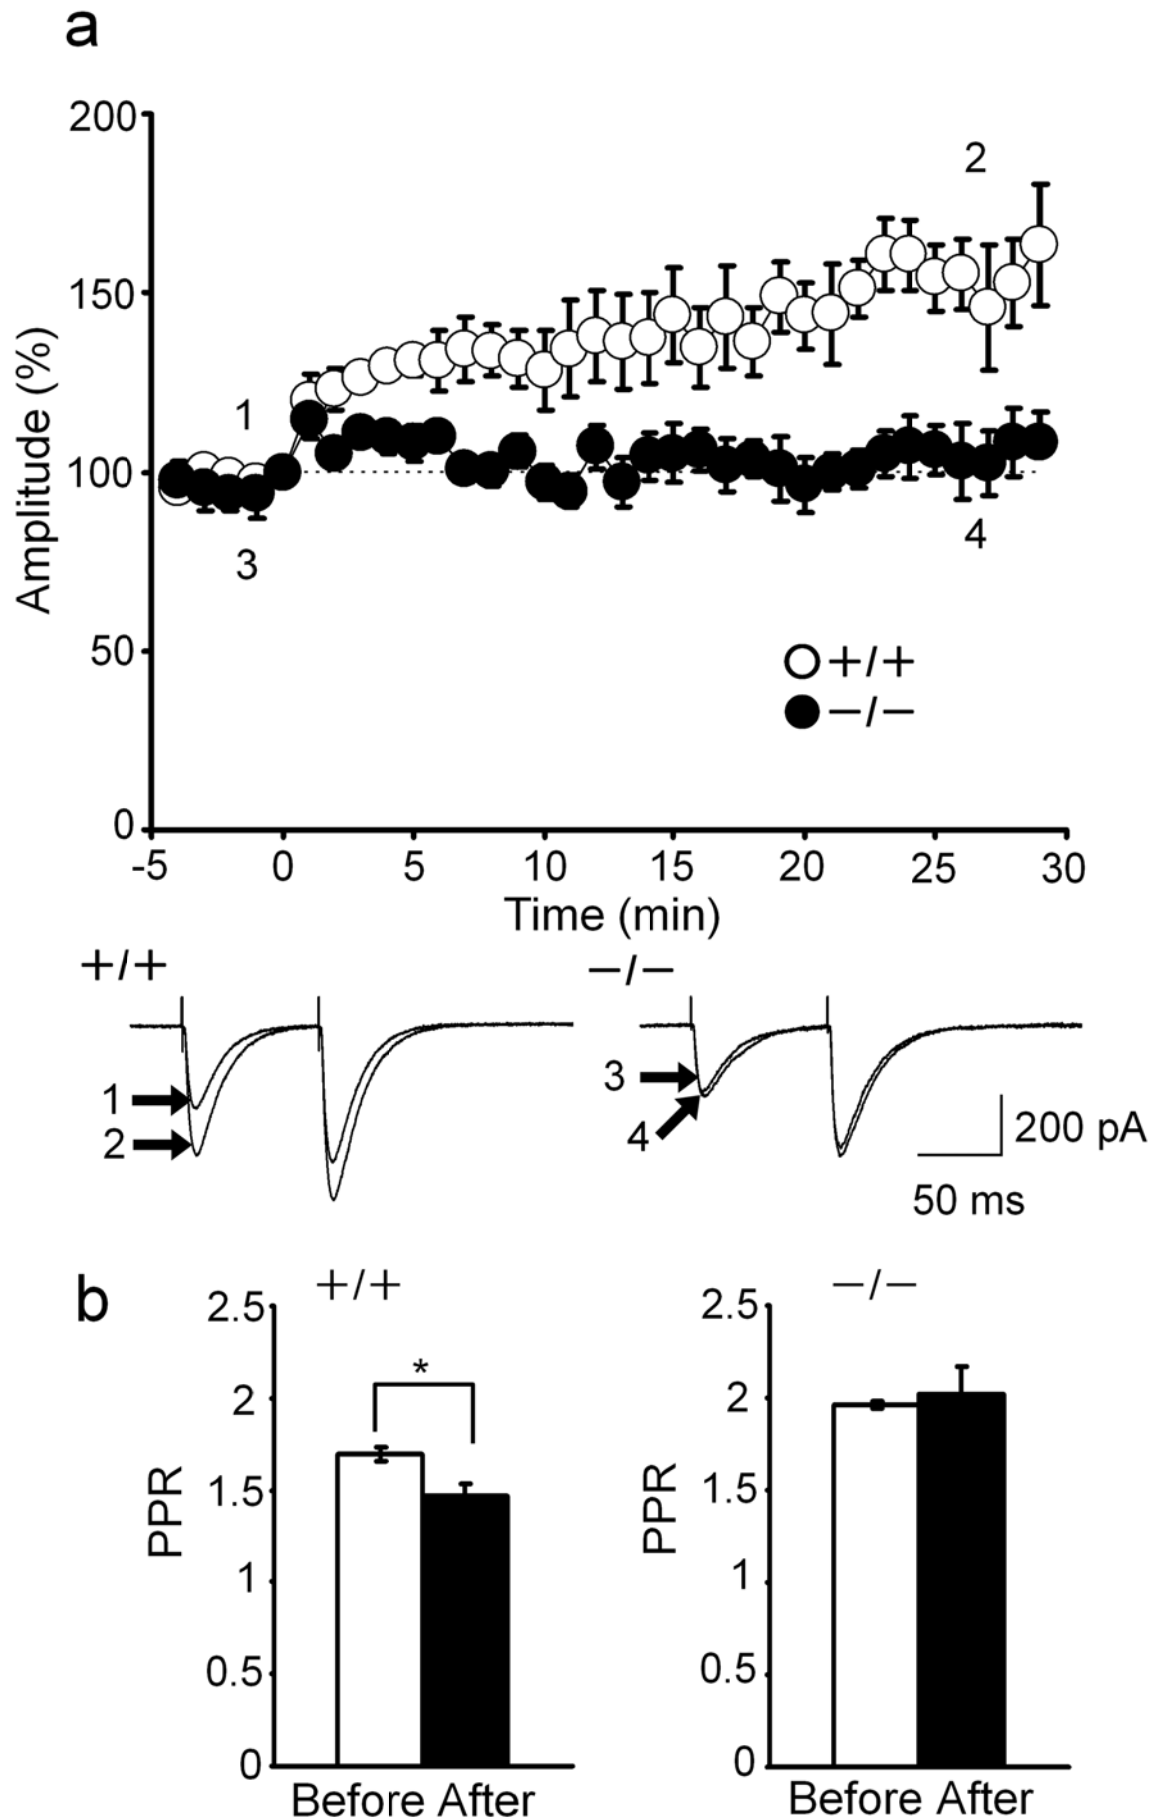 a
200
150
100
50
0
Amplitude (%)
1
2
3
4
+/+
−/−
-5 0 5 10 15 20 25 30
Time (min)
+/+
−/−
1
2
3
4
200 pA
50 ms
b
+/+
2.5
2
1.5
1
0.5
0
PPR
*
Before After
−/−
2.5
2
1.5
1
0.5
0
PPR
Before After